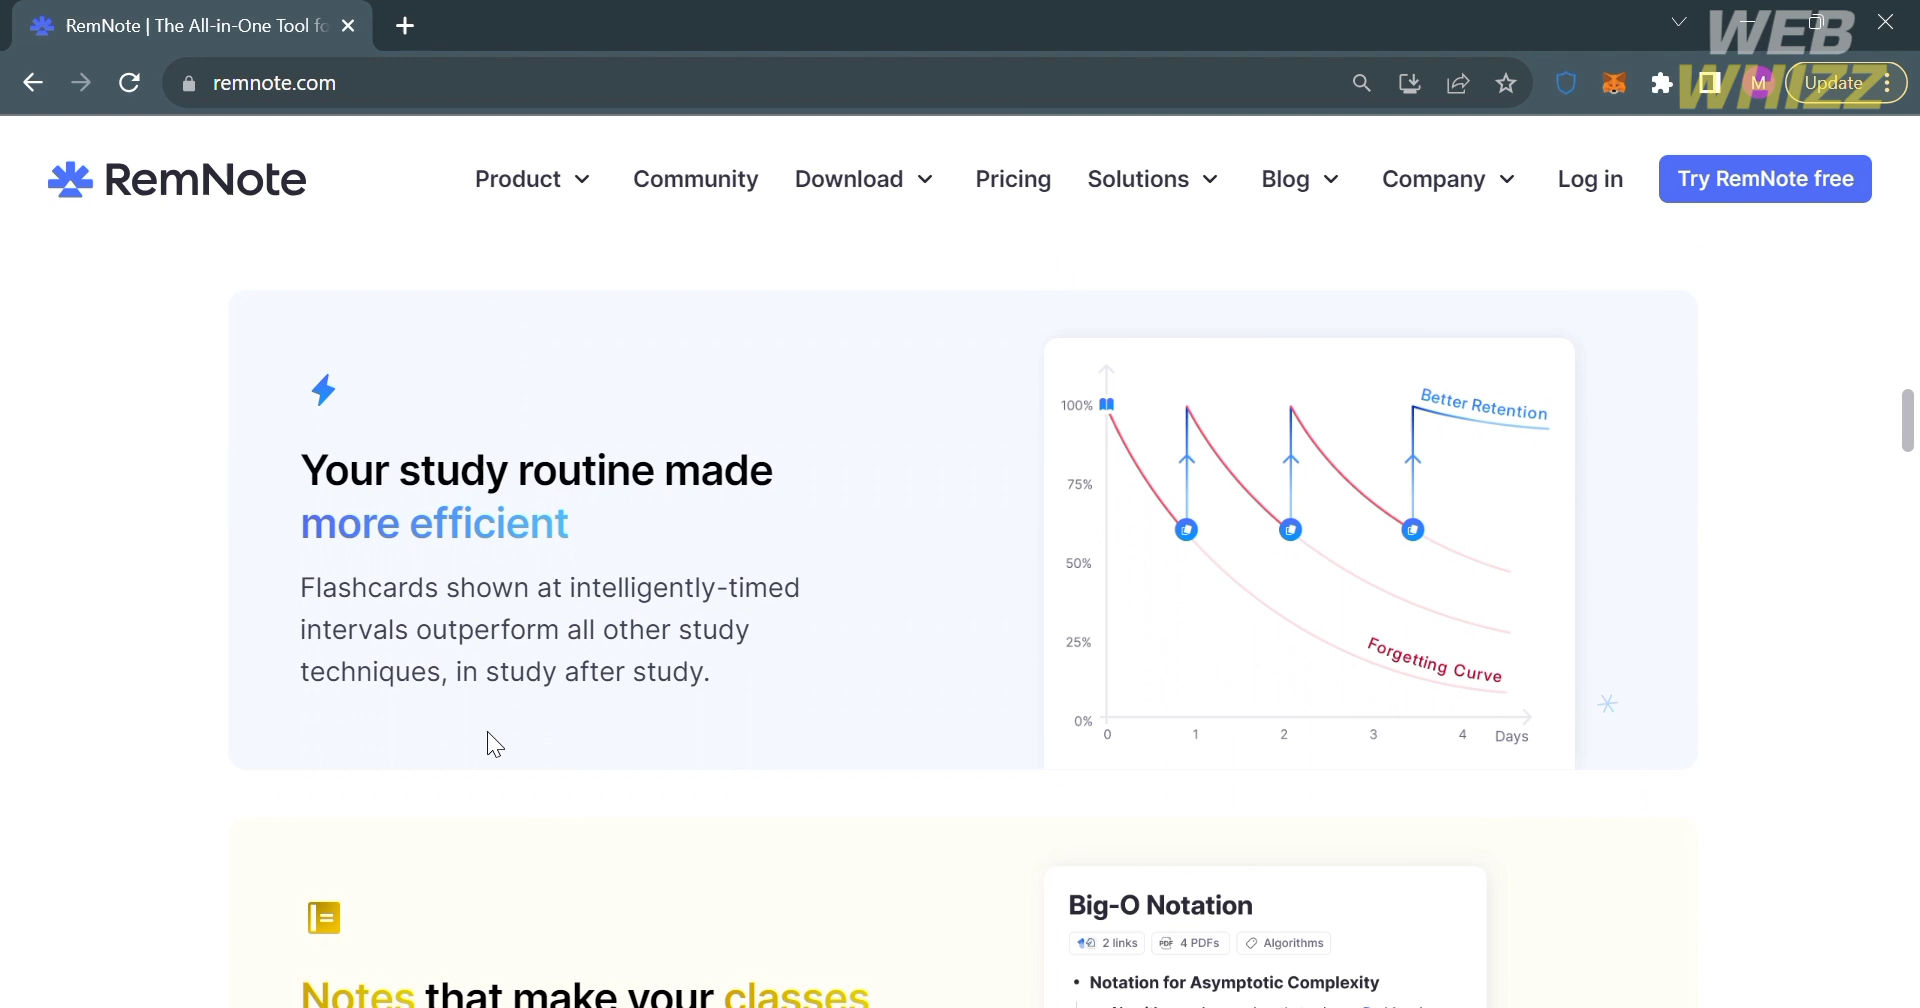 RemNote | The All-in-One Tool fo
WEB
WHIZZ
remnote.com
M
Update
RemNote
Product
Community
Download
Pricing
Solutions
Blog
Company
Log in
Try RemNote free
Your study routine made
more efficient
Flashcards shown at intelligently-timed
intervals outperform all other study
techniques, in study after study.
100%
75%
50%
25%
0%
0
1
2
3
4
Days
Better Retention
Forgetting Curve
Notes that make your classes
Big-O Notation
2 links
PDF
4 PDFs
Algorithms
• Notation for Asymptotic Complexity